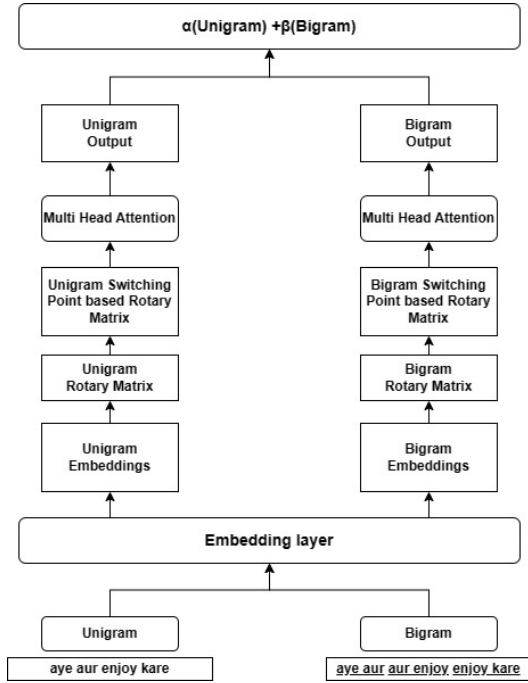 α(Unigram) +β(Bigram)
Unigram
Output
Bigram
Output
Multi Head Attention
Multi Head Attention
Unigram Switching
Point based Rotary
Matrix
Bigram Switching
Point based Rotary
Matrix
Unigram
Rotary Matrix
Bigram
Rotary Matrix
Unigram
Embeddings
Bigram
Embeddings
Embedding layer
Unigram
Bigram
aye aur enjoy kare
aye aur aur enjoy enjoy kare